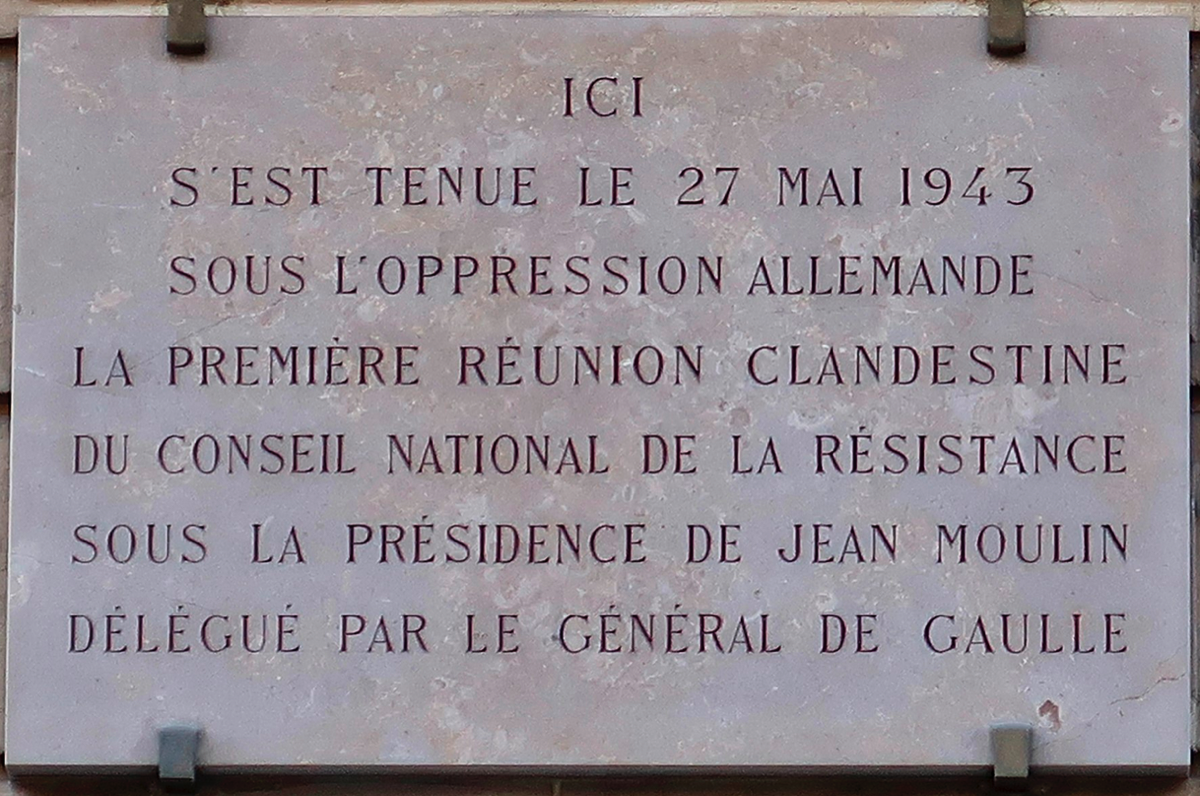 ICI
S'EST TENUE LE 27 MAI 1943
SOUS L'OPPRESSION ALLEMANDE
LA PREMIÈRE RÉUNION CLANDESTINE
DU CONSEIL NATIONAL DE LA RÉSISTANCE
SOUS LA PRÉSIDENCE DE JEAN MOULIN
DÉLÉGUÉ PAR LE GÉNÉRAL DE GAULLE